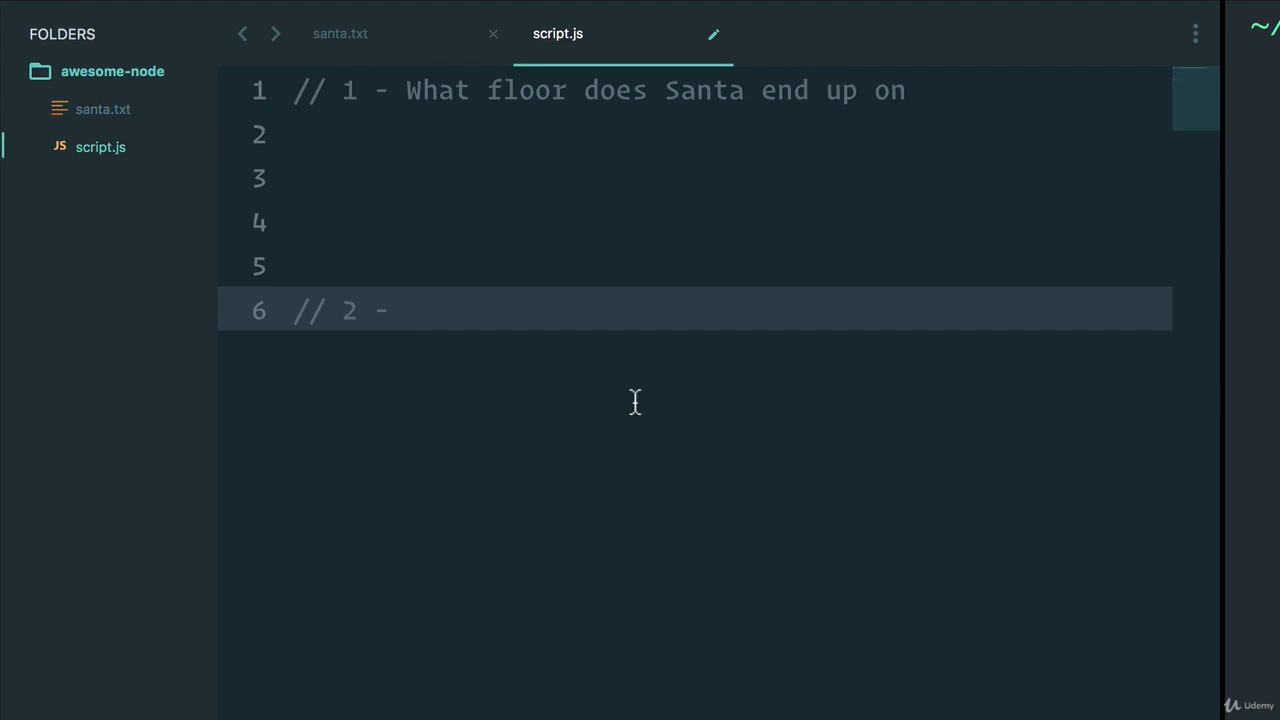 FOLDERS
awesome-node
santa.txt
JS script.js
santa.txt × script.js
1 // 1 - What floor does Santa end up on
2
3
4
5
6 // 2 -
~/
Udemy